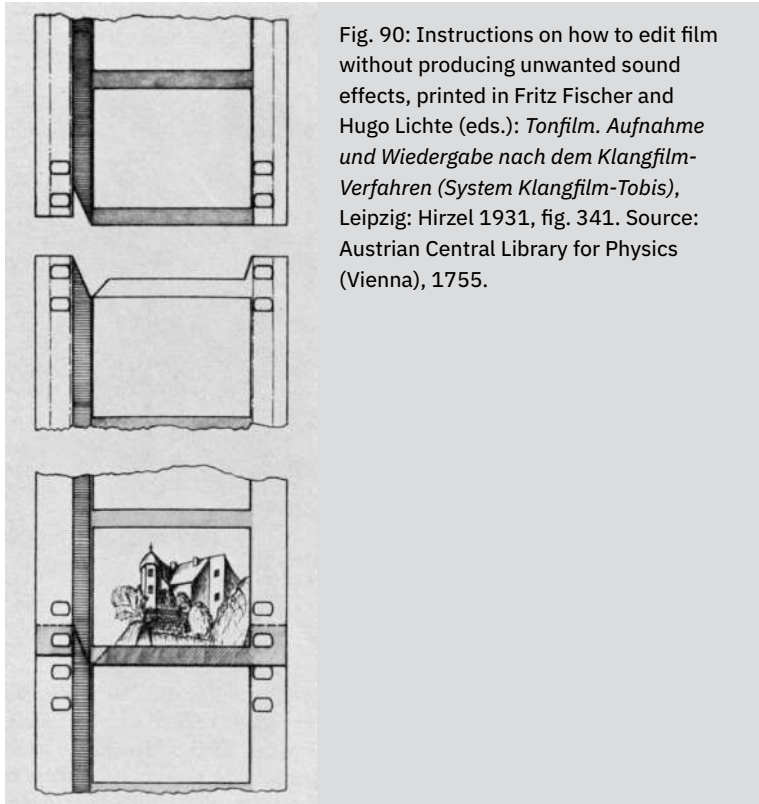 Fig. 90: Instructions on how to edit film
without producing unwanted sound
effects, printed in Fritz Fischer and
Hugo Lichte (eds.): Tonfilm. Aufnahme
und Wiedergabe nach dem Klangfilm-
Verfahren (System Klangfilm-Tobis),
Leipzig: Hirzel 1931, fig. 341. Source:
Austrian Central Library for Physics
(Vienna), 1755.